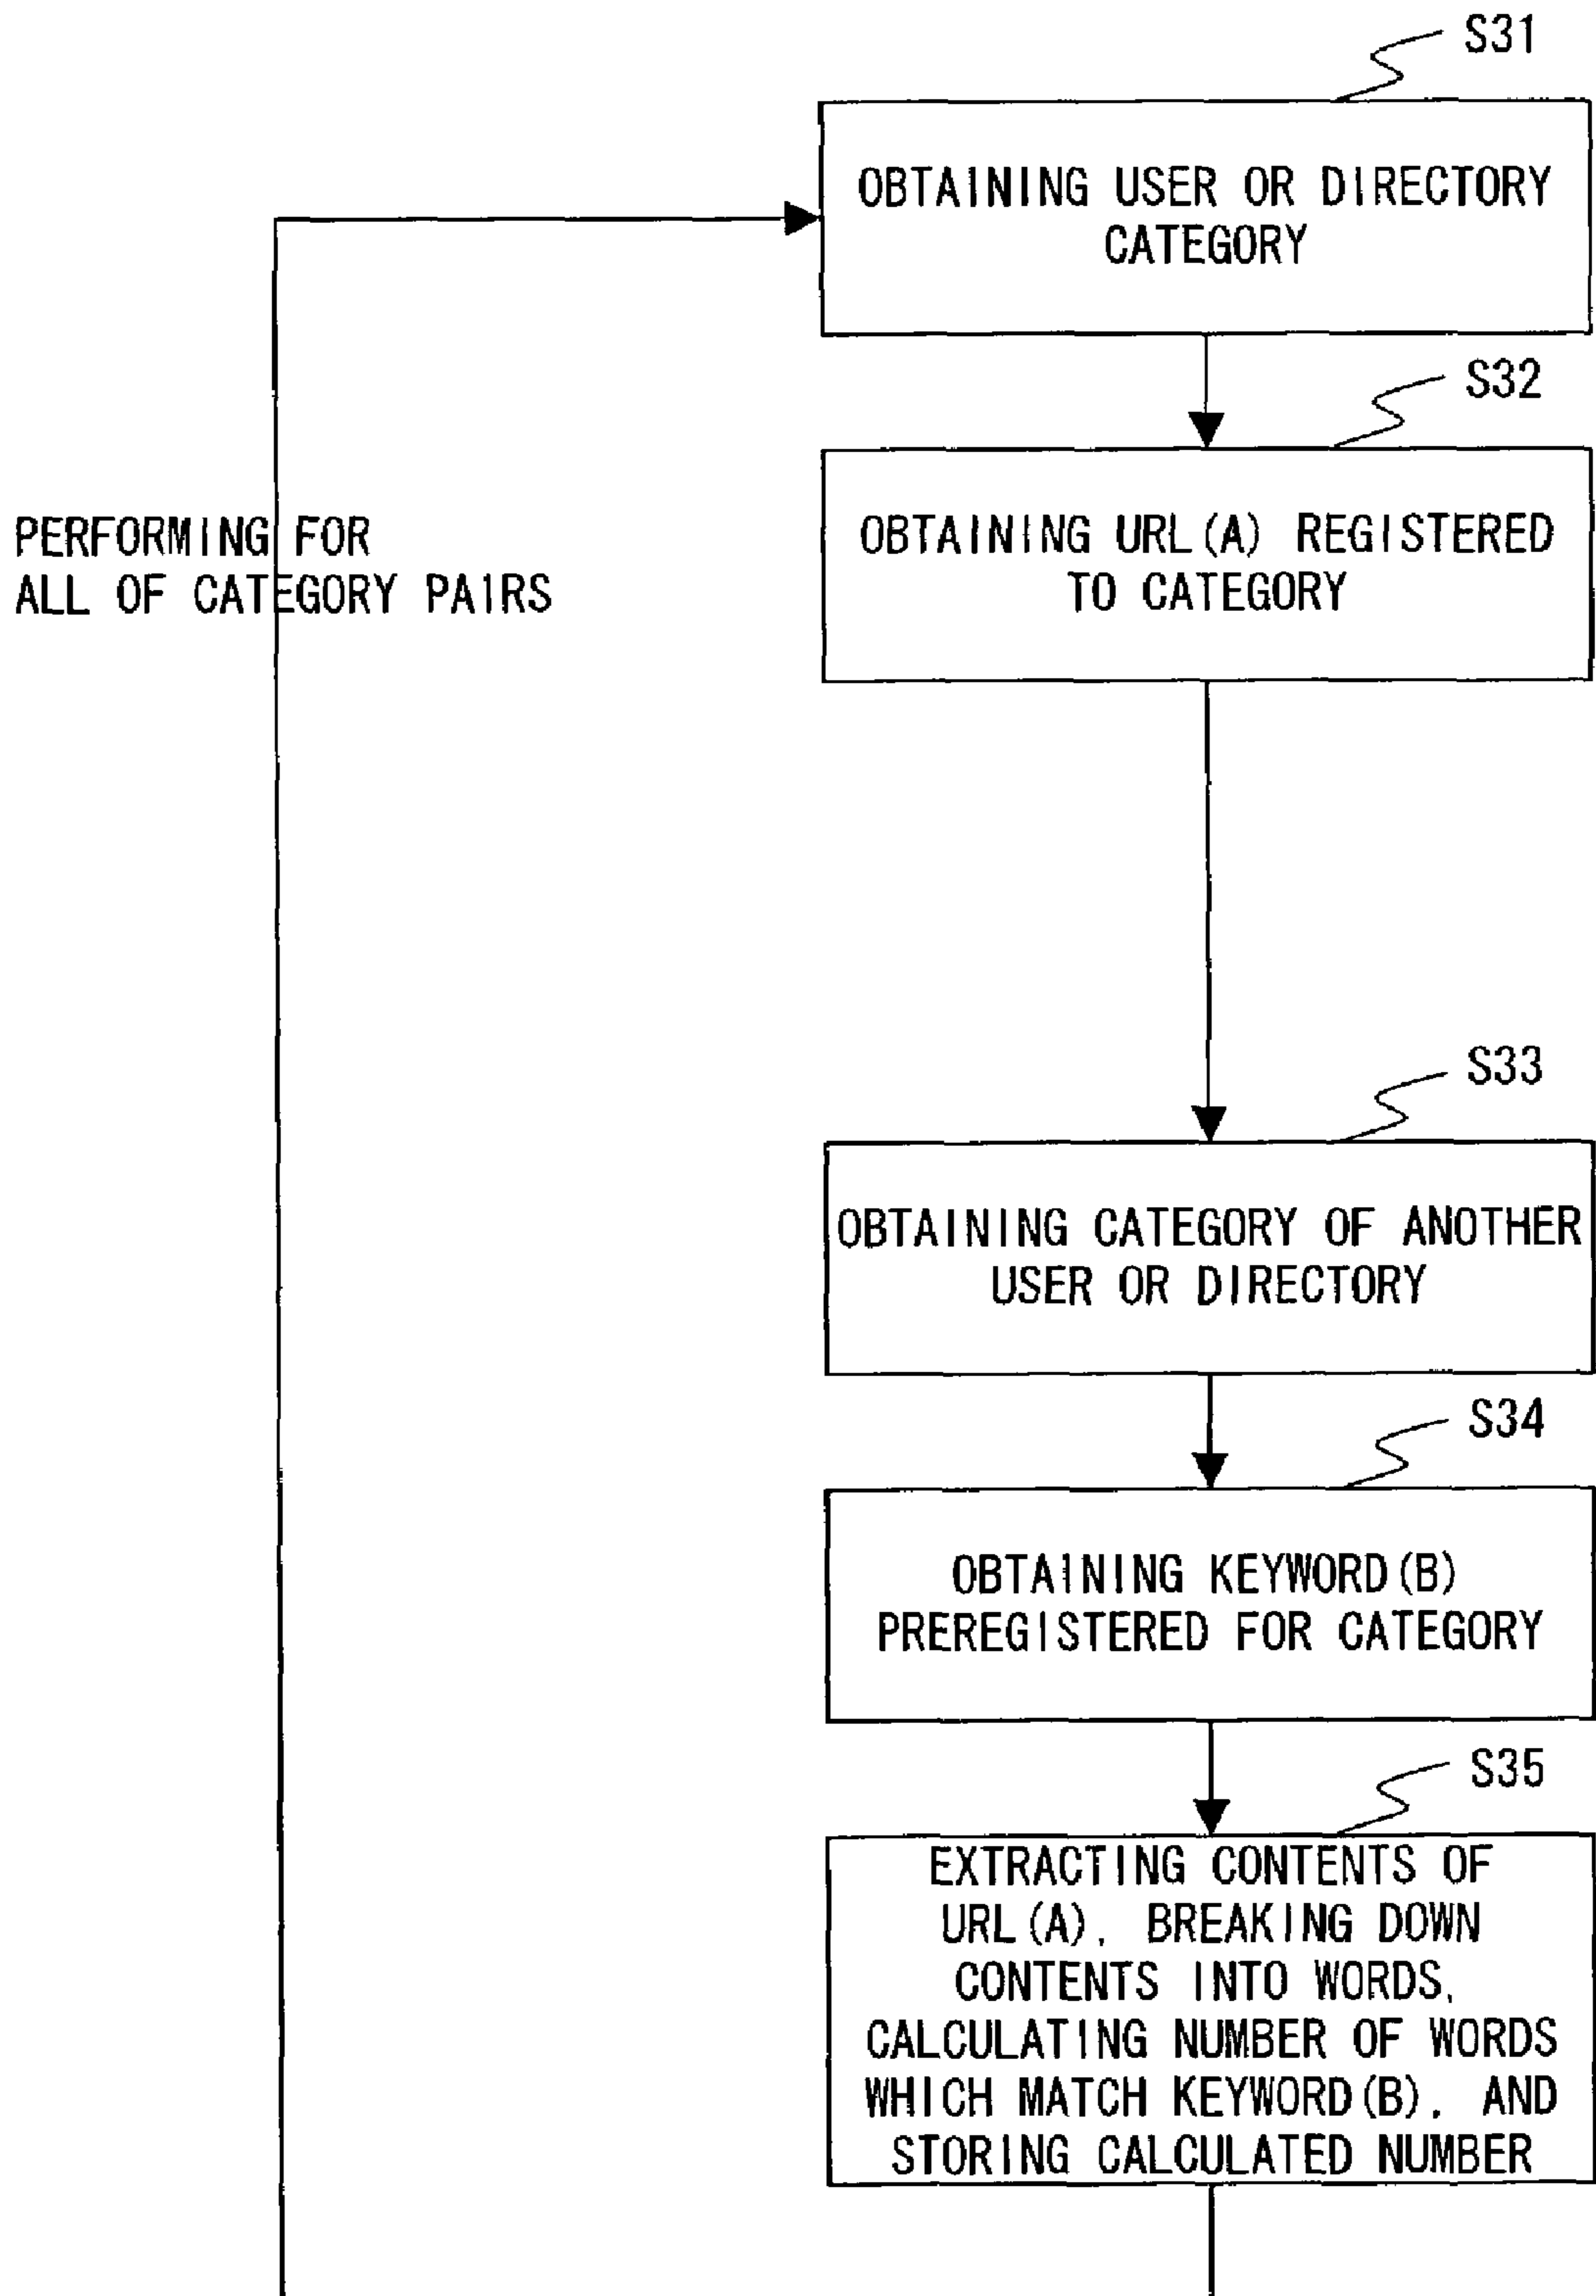 S31
OBTAINING USER OR DIRECTORY
CATEGORY
S32
OBTAINING URL(A) REGISTERED
TO CATEGORY
PERFORMING FOR
ALL OF CATEGORY PAIRS
S33
OBTAINING CATEGORY OF ANOTHER
USER OR DIRECTORY
S34
OBTAINING KEYWORD(B)
PREREGISTERED FOR CATEGORY
S35
EXTRACTING CONTENTS OF
URL(A), BREAKING DOWN
CONTENTS INTO WORDS,
CALCULATING NUMBER OF WORDS
WHICH MATCH KEYWORD(B), AND
STORING CALCULATED NUMBER